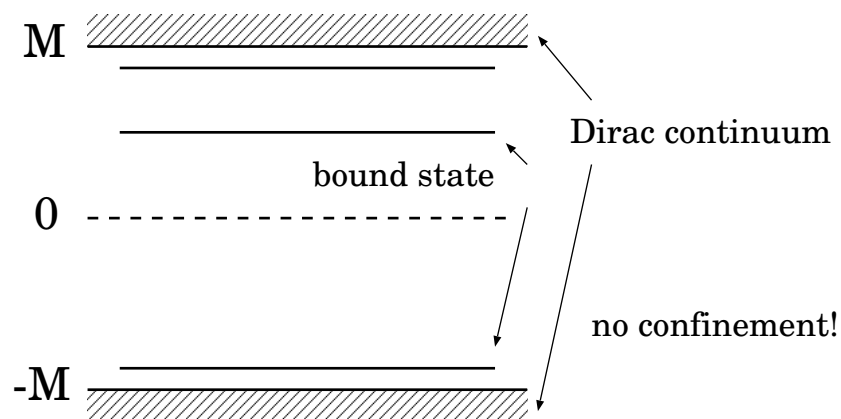 M
Dirac continuum
bound state
0
no confinement!
-M